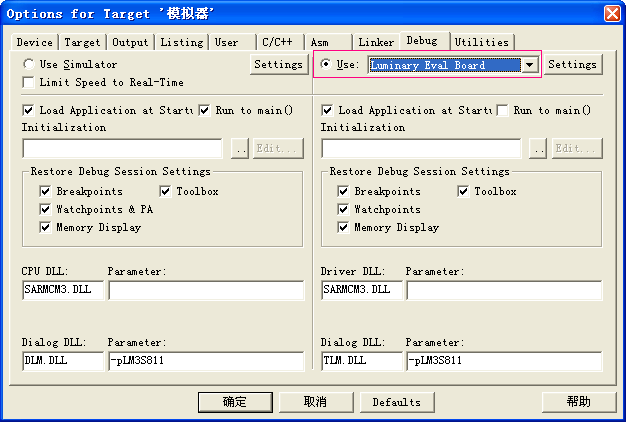 Options for Target '模拟器'
Device Target Output Listing User C/C++ Asm Linker Debug Utilities
Use Simulator Settings Use: Luminary Eval Board Settings
Limit Speed to Real-Time
Load Application at Startu Run to main() Load Application at Startu Run to main()
Initialization Initialization
.. Edit... .. Edit...
Restore Debug Session Settings Restore Debug Session Settings
Breakpoints Toolbox Breakpoints Toolbox
Watchpoints & PA Watchpoints
Memory Display Memory Display
CPU DLL: Parameter: Driver DLL: Parameter:
SARMCM3.DLL SARMCM3.DLL
Dialog DLL: Parameter: Dialog DLL: Parameter:
DLM.DLL -pLM3S811 TLM.DLL -pLM3S811
确定 取消 Defaults 帮助